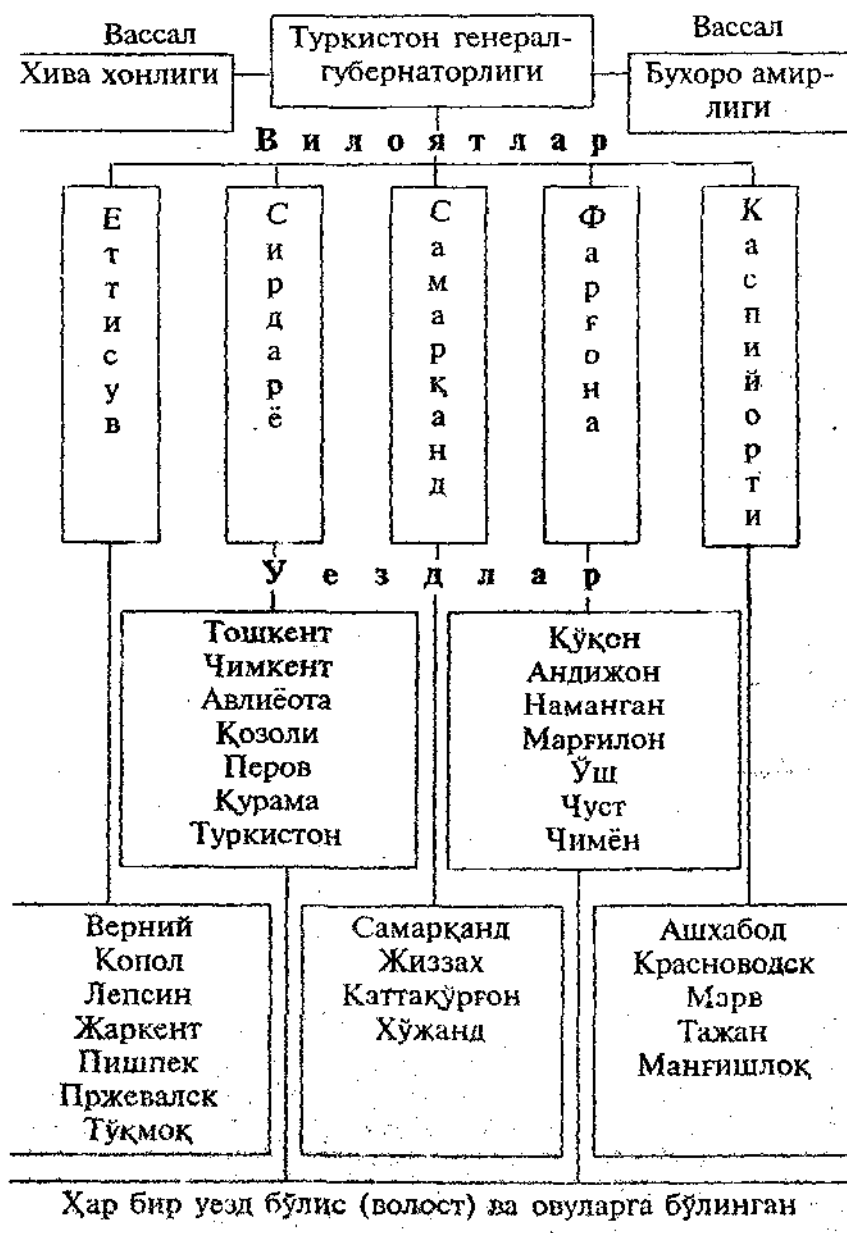 Вассал
Туркистон генерал-
губернаторлиги
Вассал
Хива хонлиги
Бухоро амир-
лиги
Вилоятлар
Еттисув
Сирдарё
Самарқанд
Фарғона
Каспийорти
Уездлар
Тошкент
Чимкент
Авлиёота
Қозоли
Перов
Қурама
Туркистон
Қўқон
Андижон
Наманган
Марғилон
Ўш
Чуст
Чимён
Верний
Копол
Лепсин
Жаркент
Пишпек
Пржевалск
Тўқмоқ
Самарқанд
Жиззах
Каттақўрғон
Хўжанд
Ашхабод
Красноводск
Марв
Тажан
Манғишлоқ
Ҳар бир уезд бўлис (волост) ва овуларга бўлинган